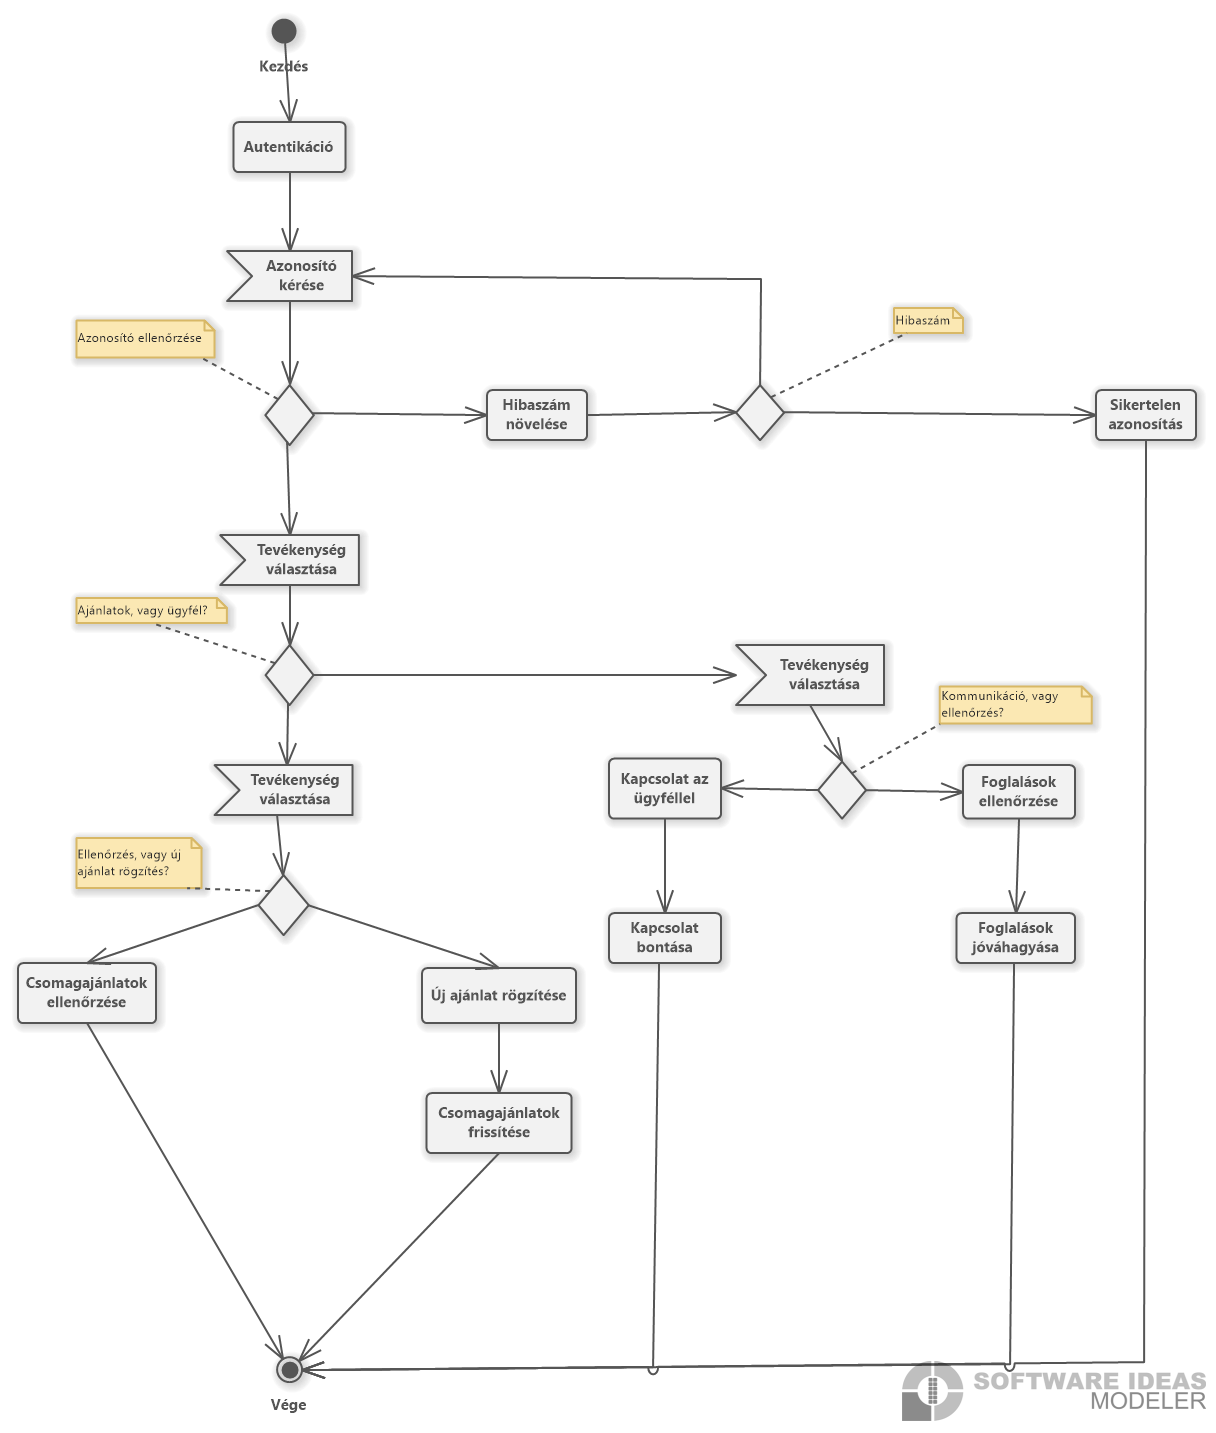 Kezdés
Autentikáció
Azonosító
kérése
Azonosító ellenőrzése
Hibaszám
Hibaszám
növelése
Sikertelen
azonosítás
Tevékenység
választása
Ajánlatok, vagy ügyfél?
Tevékenység
választása
Kommunikáció, vagy
ellenőrzés?
Tevékenység
választása
Kapcsolat az
ügyféllel
Foglalások
ellenőrzése
Ellenőrzés, vagy új
ajánlat rögzítés?
Kapcsolat
bontása
Foglalások
jóváhagyása
Csomagajánlatok
ellenőrzése
Új ajánlat rögzítése
Csomagajánlatok
frissítése
Vége
SOFTWARE IDEAS
MODELER